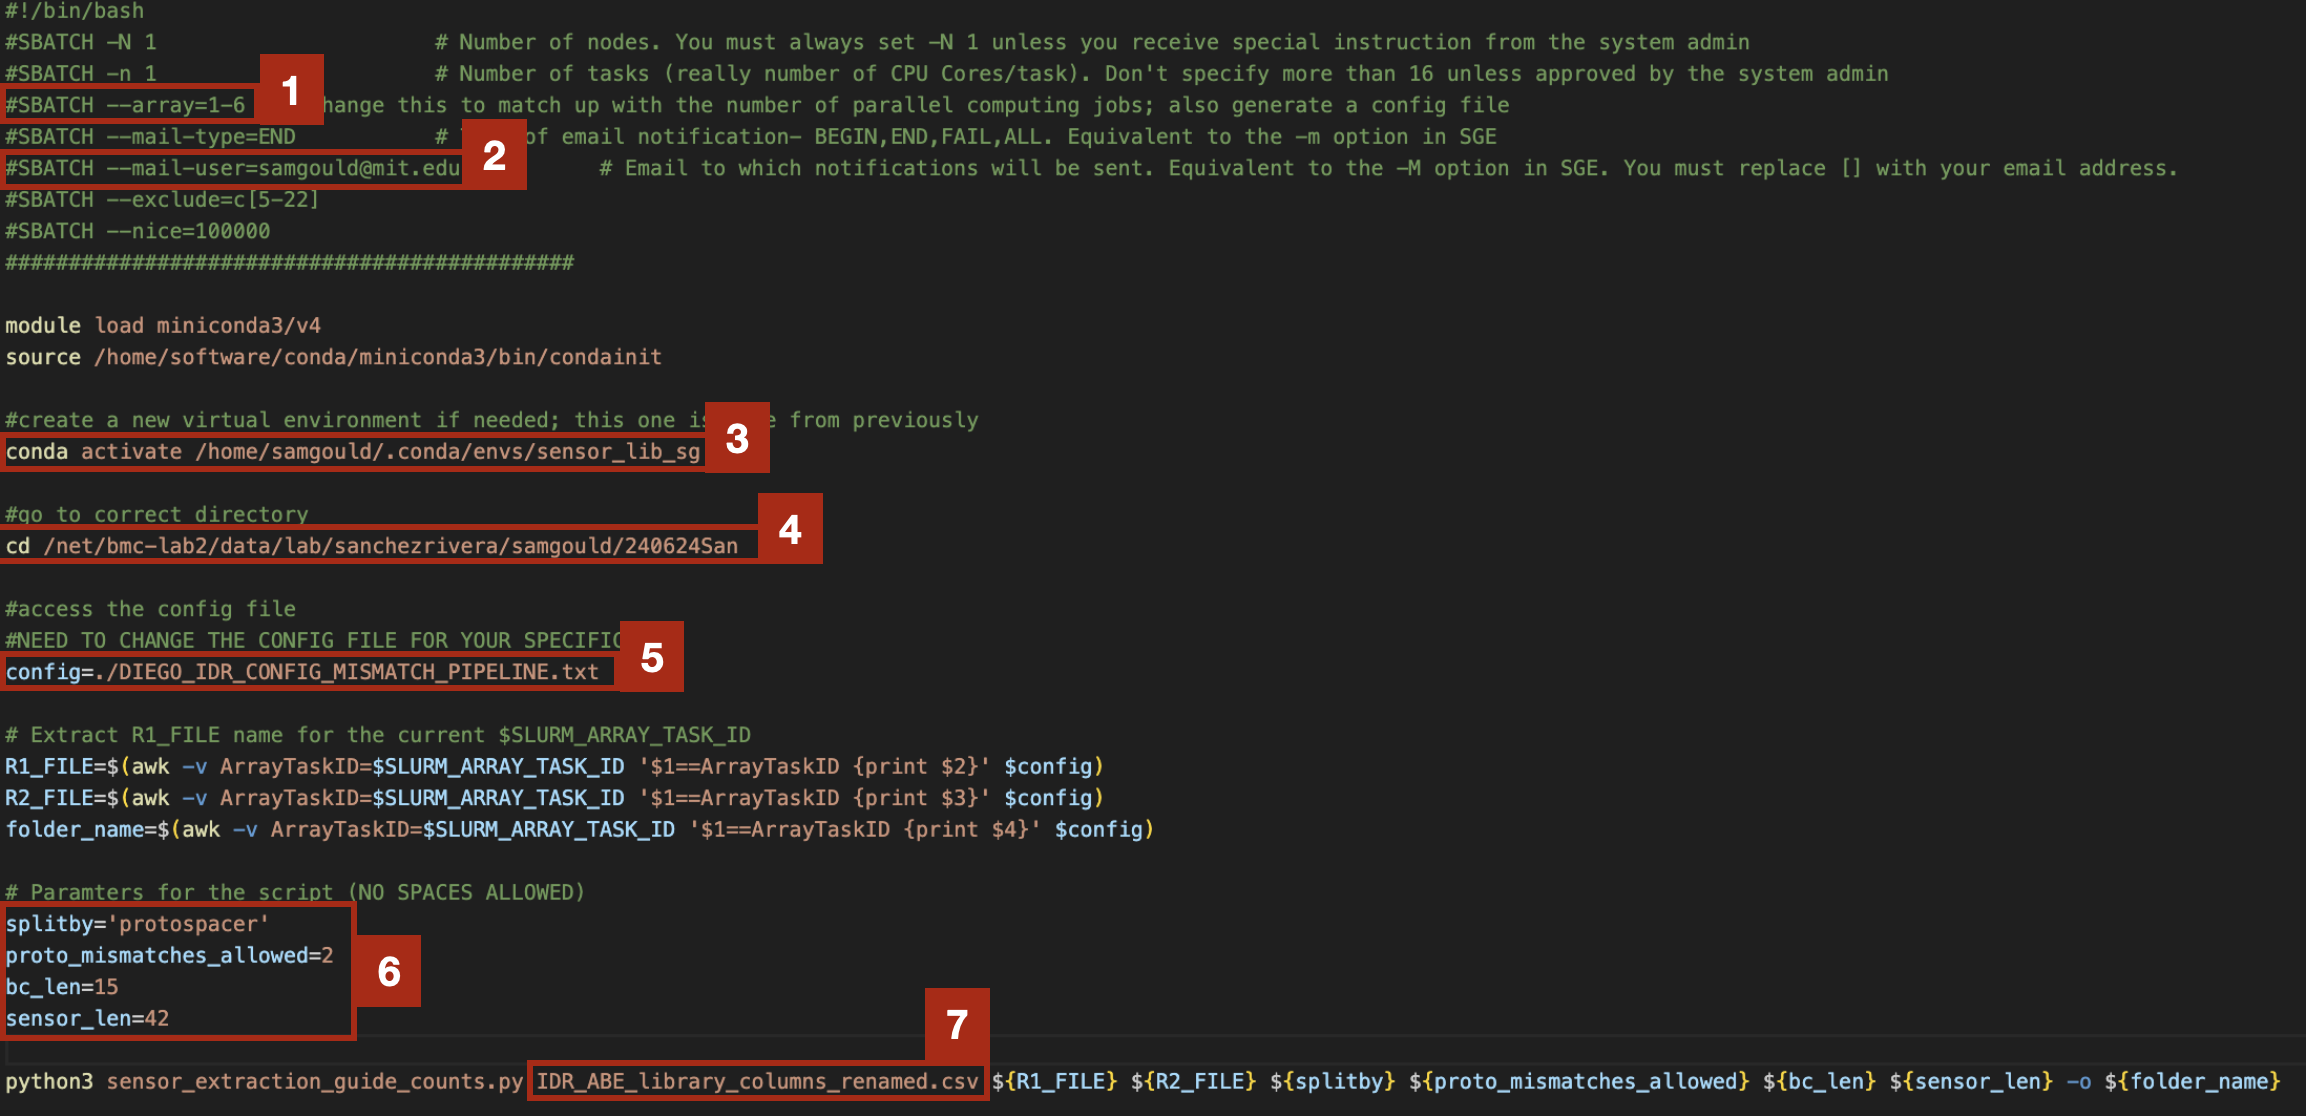 #!/bin/bash
#SBATCH -N 1 # Number of nodes. You must always set -N 1 unless you receive special instruction from the system admin
#SBATCH -n 1 # Number of tasks (really number of CPU Cores/task). Don't specify more than 16 unless approved by the system admin
1
#SBATCH --array=1-6 hange this to match up with the number of parallel computing jobs; also generate a config file
#SBATCH --mail-type=END # of email notification- BEGIN,END,FAIL,ALL. Equivalent to the -m option in SGE
2
#SBATCH --mail-user=samgould@mit.edu # Email to which notifications will be sent. Equivalent to the -M option in SGE. You must replace [] with your email address.
#SBATCH --exclude=c[5-22]
#SBATCH --nice=100000
#############################################
module load miniconda3/v4
source /home/software/conda/miniconda3/bin/condainit
#create a new virtual environment if needed; this one is from previously
3
conda activate /home/samgould/.conda/envs/sensor_lib_sg
#go to correct directory
4
cd /net/bmc-lab2/data/lab/sanchezrivera/samgould/240624San
#access the config file
#NEED TO CHANGE THE CONFIG FILE FOR YOUR SPECIFIC
5
config=./DIEGO_IDR_CONFIG_MISMATCH_PIPELINE.txt
# Extract R1_FILE name for the current $SLURM_ARRAY_TASK_ID
R1_FILE=$(awk -v ArrayTaskID=$SLURM_ARRAY_TASK_ID '$1==ArrayTaskID {print $2}' $config)
R2_FILE=$(awk -v ArrayTaskID=$SLURM_ARRAY_TASK_ID '$1==ArrayTaskID {print $3}' $config)
folder_name=$(awk -v ArrayTaskID=$SLURM_ARRAY_TASK_ID '$1==ArrayTaskID {print $4}' $config)
# Paramters for the script (NO SPACES ALLOWED)
splitby='protospacer'
proto_mismatches_allowed=2
6
bc_len=15
sensor_len=42
7
python3 sensor_extraction_guide_counts.py IDR_ABE_library_columns_renamed.csv ${R1_FILE} ${R2_FILE} ${splitby} ${proto_mismatches_allowed} ${bc_len} ${sensor_len} -o ${folder_name}